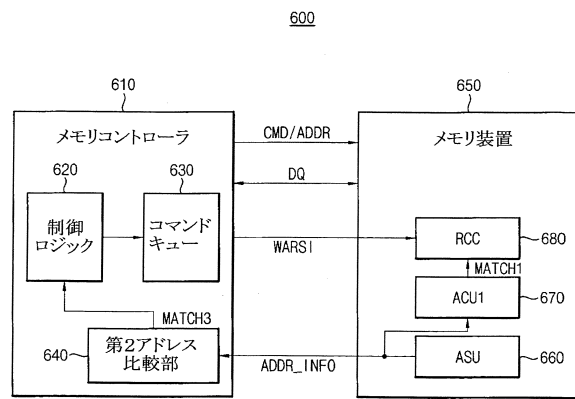 600
610
650
メモリコントローラ
CMD/ADDR
メモリ装置
620
630
DQ
制御
ロジック
コマンド
キュー
WARSI
RCC
680
MATCH1
ACU1
670
MATCH3
640
第2アドレス
比較部
ADDR_INFO
ASU
660